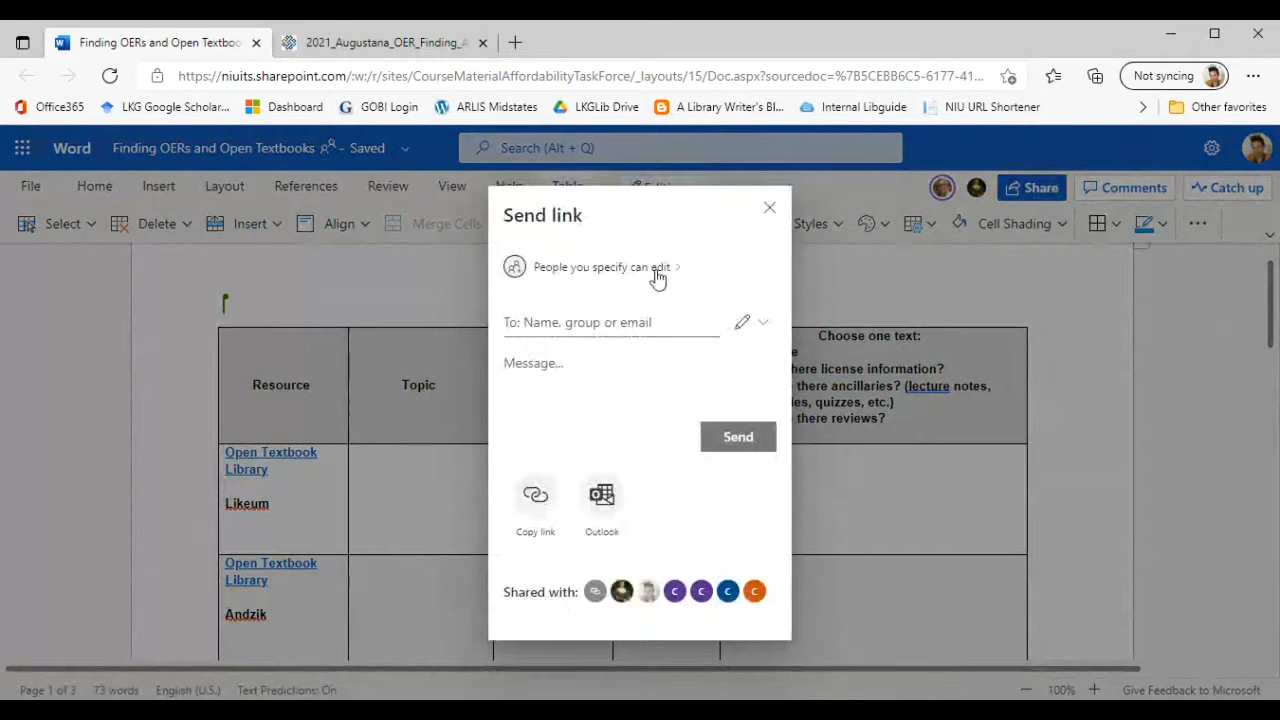 Finding OERs and Open Textboo
2021_Augustana_OER_Finding_A
https://niuits.sharepoint.com/:w:/r/sites/CourseMaterialAffordabilityTaskForce/_layouts/15/Doc.aspx?sourcedoc=%7B5CEBB6C5-6177-41...
Not syncing
Office365
LKG Google Scholar...
Dashboard
GOBI Login
ARLIS Midstates
LKGLib Drive
A Library Writer's Bl...
Internal Libguide
NIU URL Shortener
Other favorites
Word
Finding OERs and Open Textbooks - Saved
Search (Alt + Q)
File
Home
Insert
Layout
References
Review
View
Help
Table
Share
Comments
Catch up
Select
Delete
Insert
Align
Merge Cells
Styles
Cell Shading
Send link
People you specify can edit
To: Name, group or email
Message...
Send
Copy link
Outlook
Shared with:
C
C
C
C
Resource
Topic
Choose one text:
here license information?
there ancillaries? (lecture notes,
es, quizzes, etc.)
there reviews?
Open Textbook
Library
Likeum
Open Textbook
Library
Andzik
Page 1 of 3
73 words
English (U.S.)
Text Predictions: On
100%
Give Feedback to Microsoft